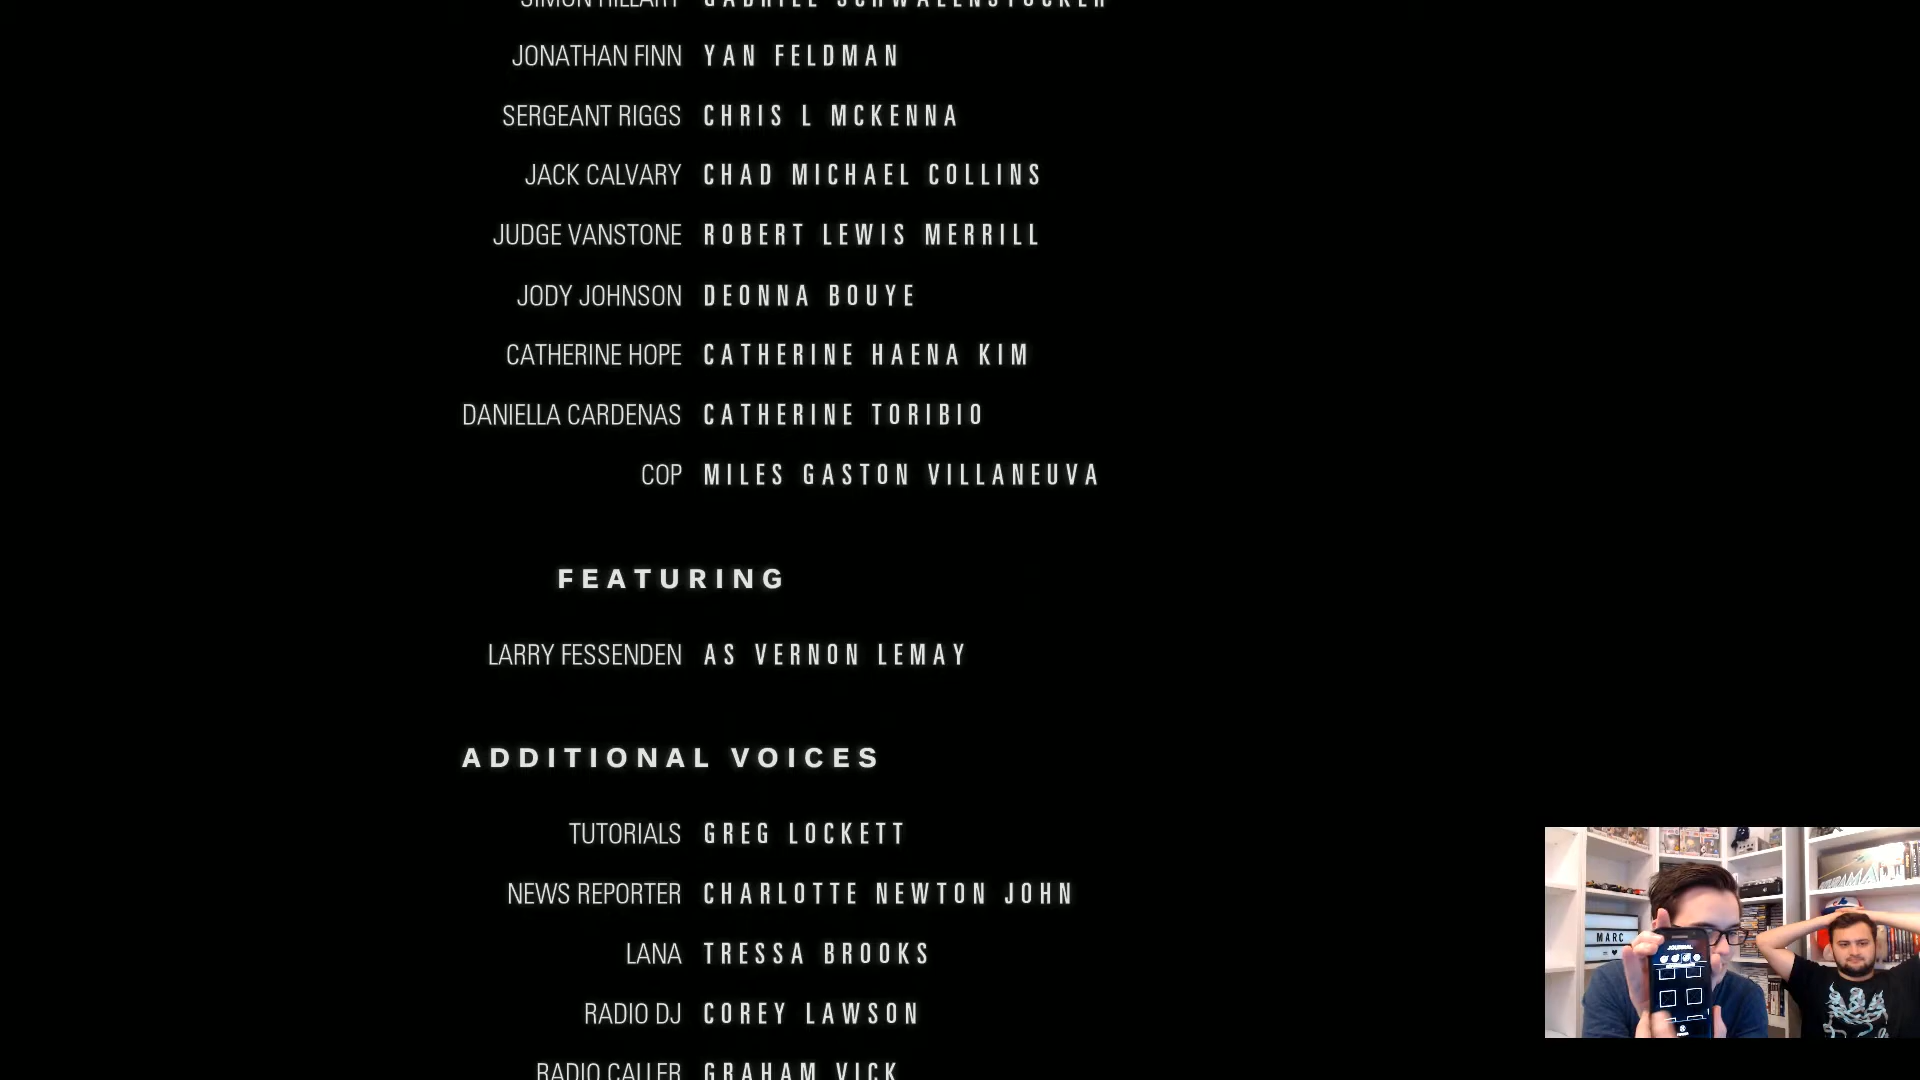 JONATHAN FINN YAN FELDMAN
SERGEANT RIGGS CHRIS L MCKENNA
JACK CALVARY CHAD MICHAEL COLLINS
JUDGE VANSTONE ROBERT LEWIS MERRILL
JODY JOHNSON DEONNA BOUYE
CATHERINE HOPE CATHERINE HAENA KIM
DANIELLA CARDENAS CATHERINE TORIBIO
COP MILES GASTON VILLANEUVA
FEATURING
LARRY FESSENDEN AS VERNON LEMAY
ADDITIONAL VOICES
TUTORIALS GREG LOCKETT
NEWS REPORTER CHARLOTTE NEWTON JOHN
LANA TRESSA BROOKS
RADIO DJ COREY LAWSON
RADIO CALLER GRAHAM VICK
MARC
JOURNAL